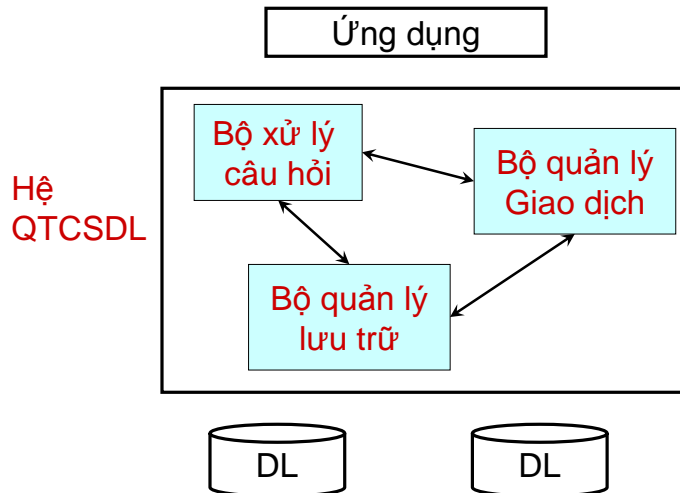 Ứng dụng
Bộ xử lý
câu hỏi
Bộ quản lý
Giao dịch
Hệ
QTCSDL
Bộ quản lý
lưu trữ
DL
DL